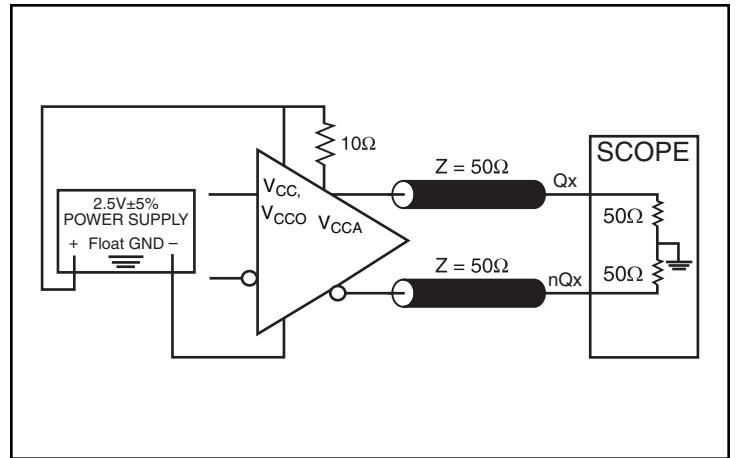 10Ω
Z = 50Ω
Qx
SCOPE
2.5V±5%
POWER SUPPLY
+ Float GND –
VCC,
VCCO
VCCA
50Ω
50Ω
Z = 50Ω
nQx